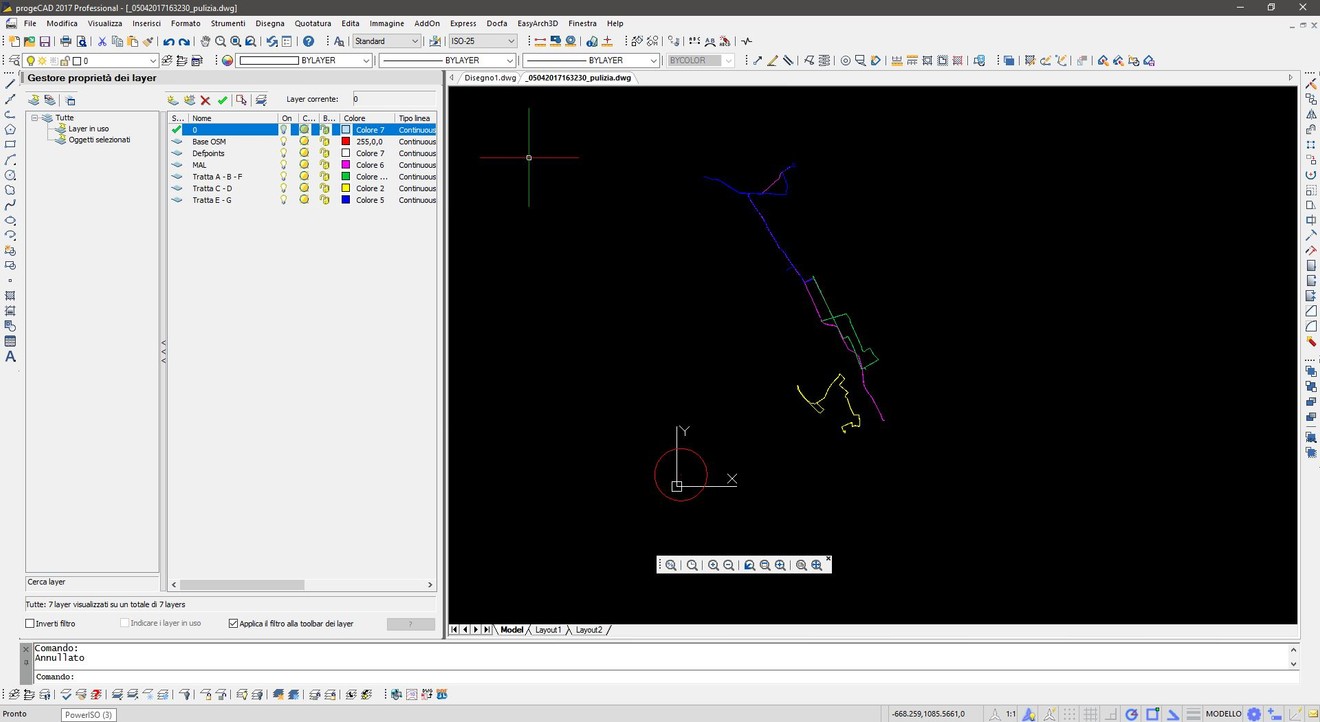 progeCAD 2017 Professional - [_05042017163230_pulizia.dwg]
File Modifica Visualizza Inserisci Formato Strumenti Disegna Quotatura Edita Immagine AddOn Express Docfa EasyArch3D Finestra Help
Standard ISO-25
0 BYLAYER BYLAYER BYLAYER BYCOLOR
Gestore proprietà dei layer
Disegno1.dwg _05042017163230_pulizia.dwg
Layer corrente: 0
Tutte
Layer in uso
Oggetti selezionati
S... Nome On C... B... Colore Tipo linea
0 Colore 7 Continuous
Base OSM 255,0,0 Continuous
Defpoints Colore 7 Continuous
MAL Colore 6 Continuous
Tratta A - B - F Colore ... Continuous
Tratta C - D Colore 2 Continuous
Tratta E - G Colore 5 Continuous
Y
X
Cerca layer
Tutte: 7 layer visualizzati su un totale di 7 layers
Inverti filtro Indicare i layer in uso Applica il filtro alla toolbar dei layer ?
Model Layout1 Layout2
Comando:
Annullato
Comando:
Pronto PowerISO (3) -668.259,1085.5661,0 1:1 MODELLO